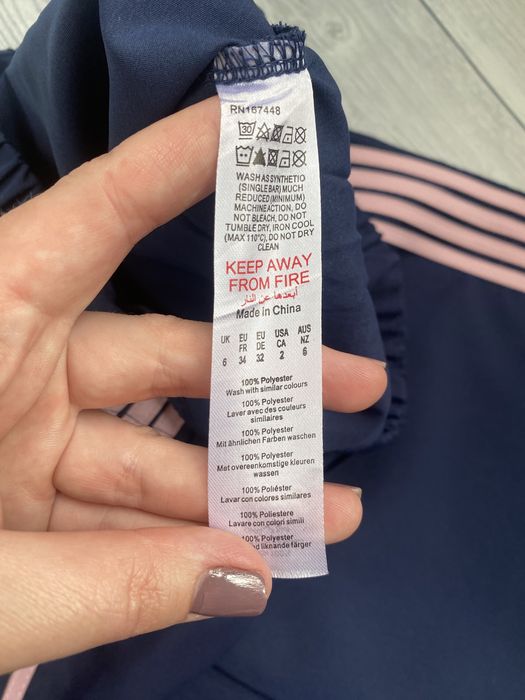 RN167448
30
WASH AS SYNTHETIC
(SINGLE BAR) MUCH
REDUCED (MINIMUM)
MACHINE ACTION, DO
NOT BLEACH, DO NOT
TUMBLE DRY, IRON COOL
(MAX 110°C), DO NOT DRY
CLEAN
KEEP AWAY
FROM FIRE
أبعدها عن النار
Made in China
UK EU EU USA AUS
FR DE CA NZ
6 34 32 2 6
100% Polyester
Wash with similar colours
100% Polyester
Laver avec des couleurs
similaires
100% Polyester
Mit ähnlichen Farben waschen
100% Polyester
Mat overeenkomstige kleuren
wassen
100% Poliéster
Lavar con colores similares
100% Poliestere
Lavare con colori simili
100% Polyester
liknande färger